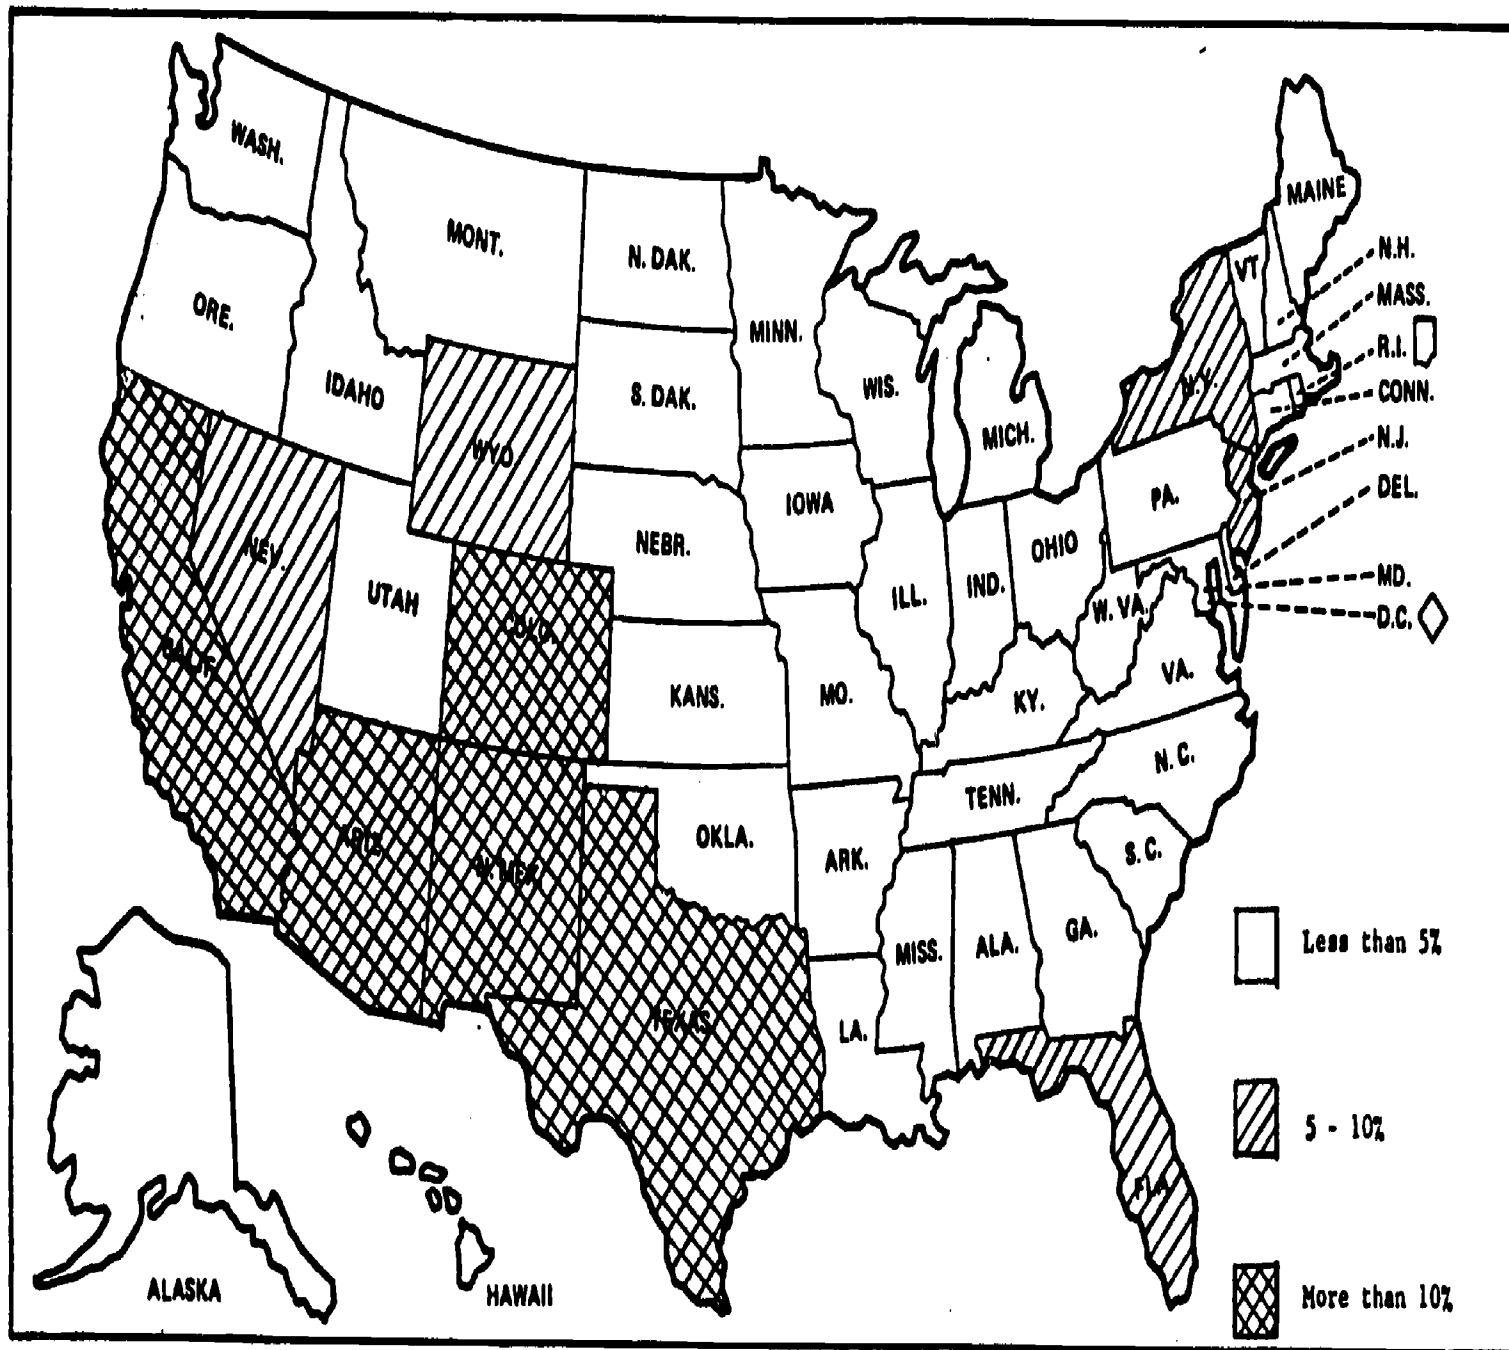 WASH.
MONT.
N. DAK.
MINN.
ORE.
IDAHO
S. DAK.
WIS.
MICH.
WYO
NEBR.
IOWA
NEV.
UTAH
COLO.
KANS.
MO.
ILL.
IND.
OHIO
KY.
W. VA.
VA.
PA.
N.Y.
VT
MAINE
N.H.
MASS.
R.I.
CONN.
N.J.
DEL.
MD.
D.C.
CALIF.
ARIZ.
N. MEX.
OKLA.
ARK.
TENN.
N. C.
S. C.
MISS.
ALA.
GA.
TEXAS
LA.
FLA
ALASKA
HAWAII
Less than 5%
5 - 10%
More than 10%